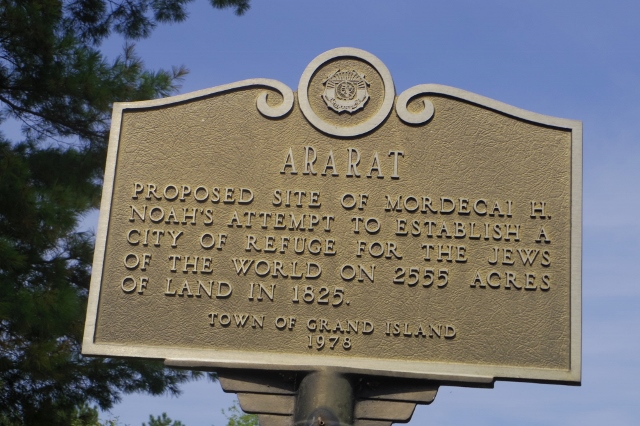 ARARAT
PROPOSED SITE OF MORDECAI H.
NOAH'S ATTEMPT TO ESTABLISH A
CITY OF REFUGE FOR THE JEWS
OF THE WORLD ON 2555 ACRES
OF LAND IN 1825.
TOWN OF GRAND ISLAND
1978